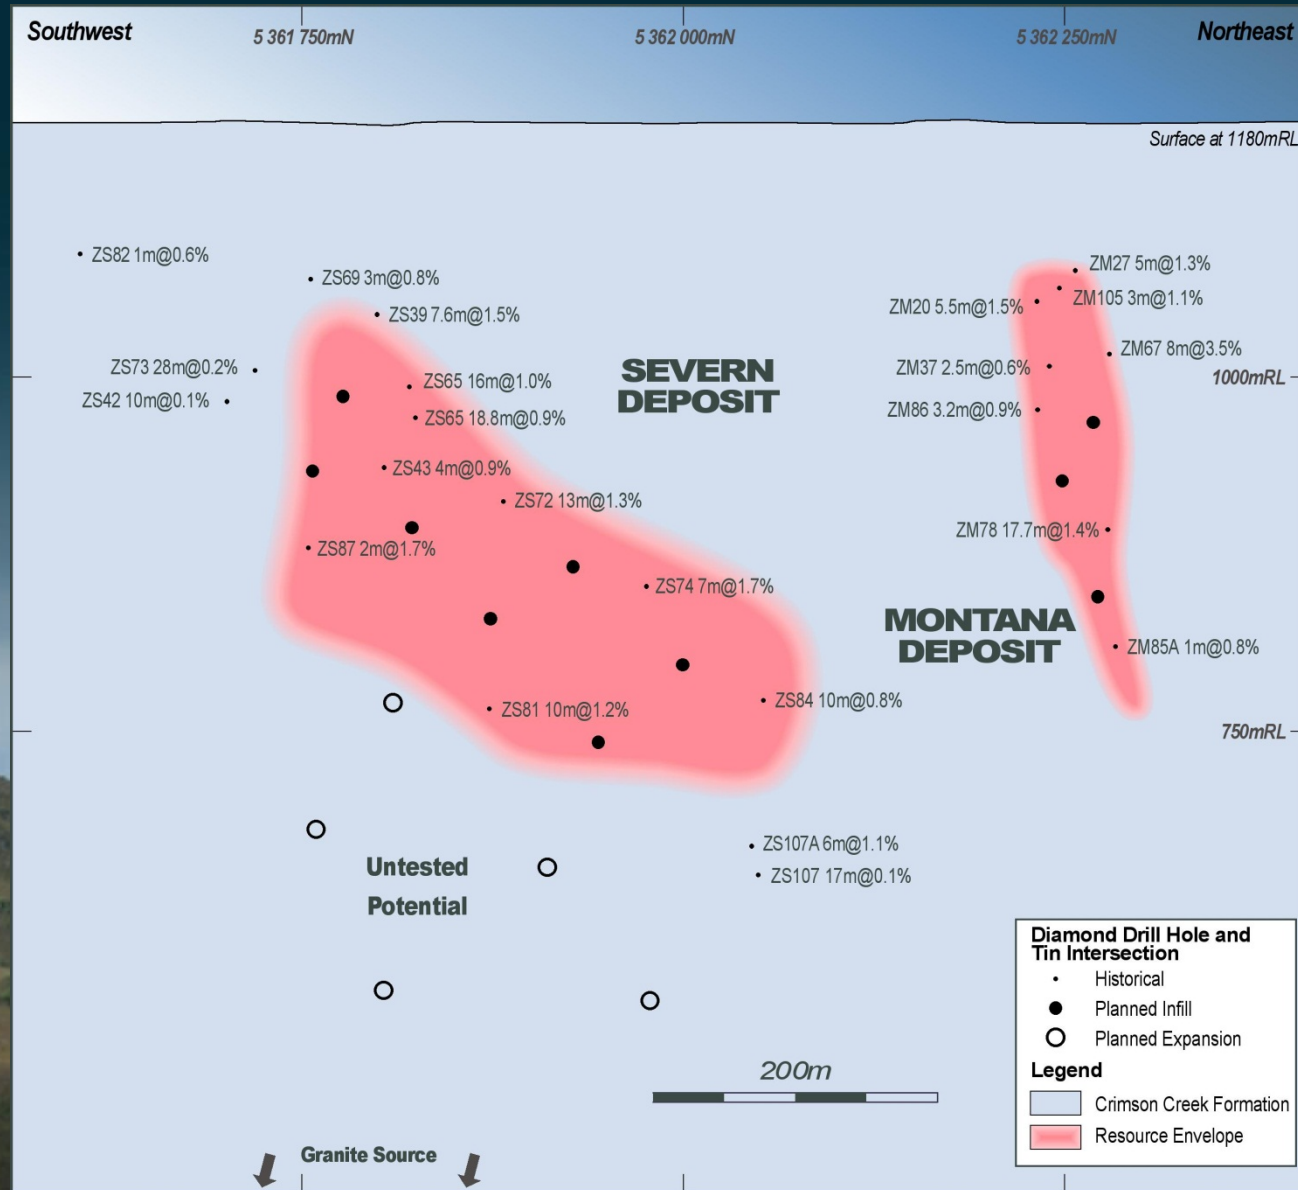 Southwest
5 361 750mN
5 362 000mN
5 362 250mN
Northeast
Surface at 1180mRL
ZS82 1m@0.6%
ZS69 3m@0.8%
ZM27 5m@1.3%
ZM20 5.5m@1.5%
ZM105 3m@1.1%
ZS39 7.6m@1.5%
ZM67 8m@3.5%
ZS73 28m@0.2%
SEVERN
DEPOSIT
ZM37 2.5m@0.6%
1000mRL
ZS65 16m@1.0%
ZS42 10m@0.1%
ZM86 3.2m@0.9%
ZS65 18.8m@0.9%
ZS43 4m@0.9%
ZS72 13m@1.3%
ZM78 17.7m@1.4%
ZS87 2m@1.7%
ZS74 7m@1.7%
MONTANA
DEPOSIT
ZM85A 1m@0.8%
ZS84 10m@0.8%
ZS81 10m@1.2%
750mRL
ZS107A 6m@1.1%
ZS107 17m@0.1%
Untested
Potential
Diamond Drill Hole and
Tin Intersection
Historical
Planned Infill
Planned Expansion
Legend
Crimson Creek Formation
Resource Envelope
200m
Granite Source